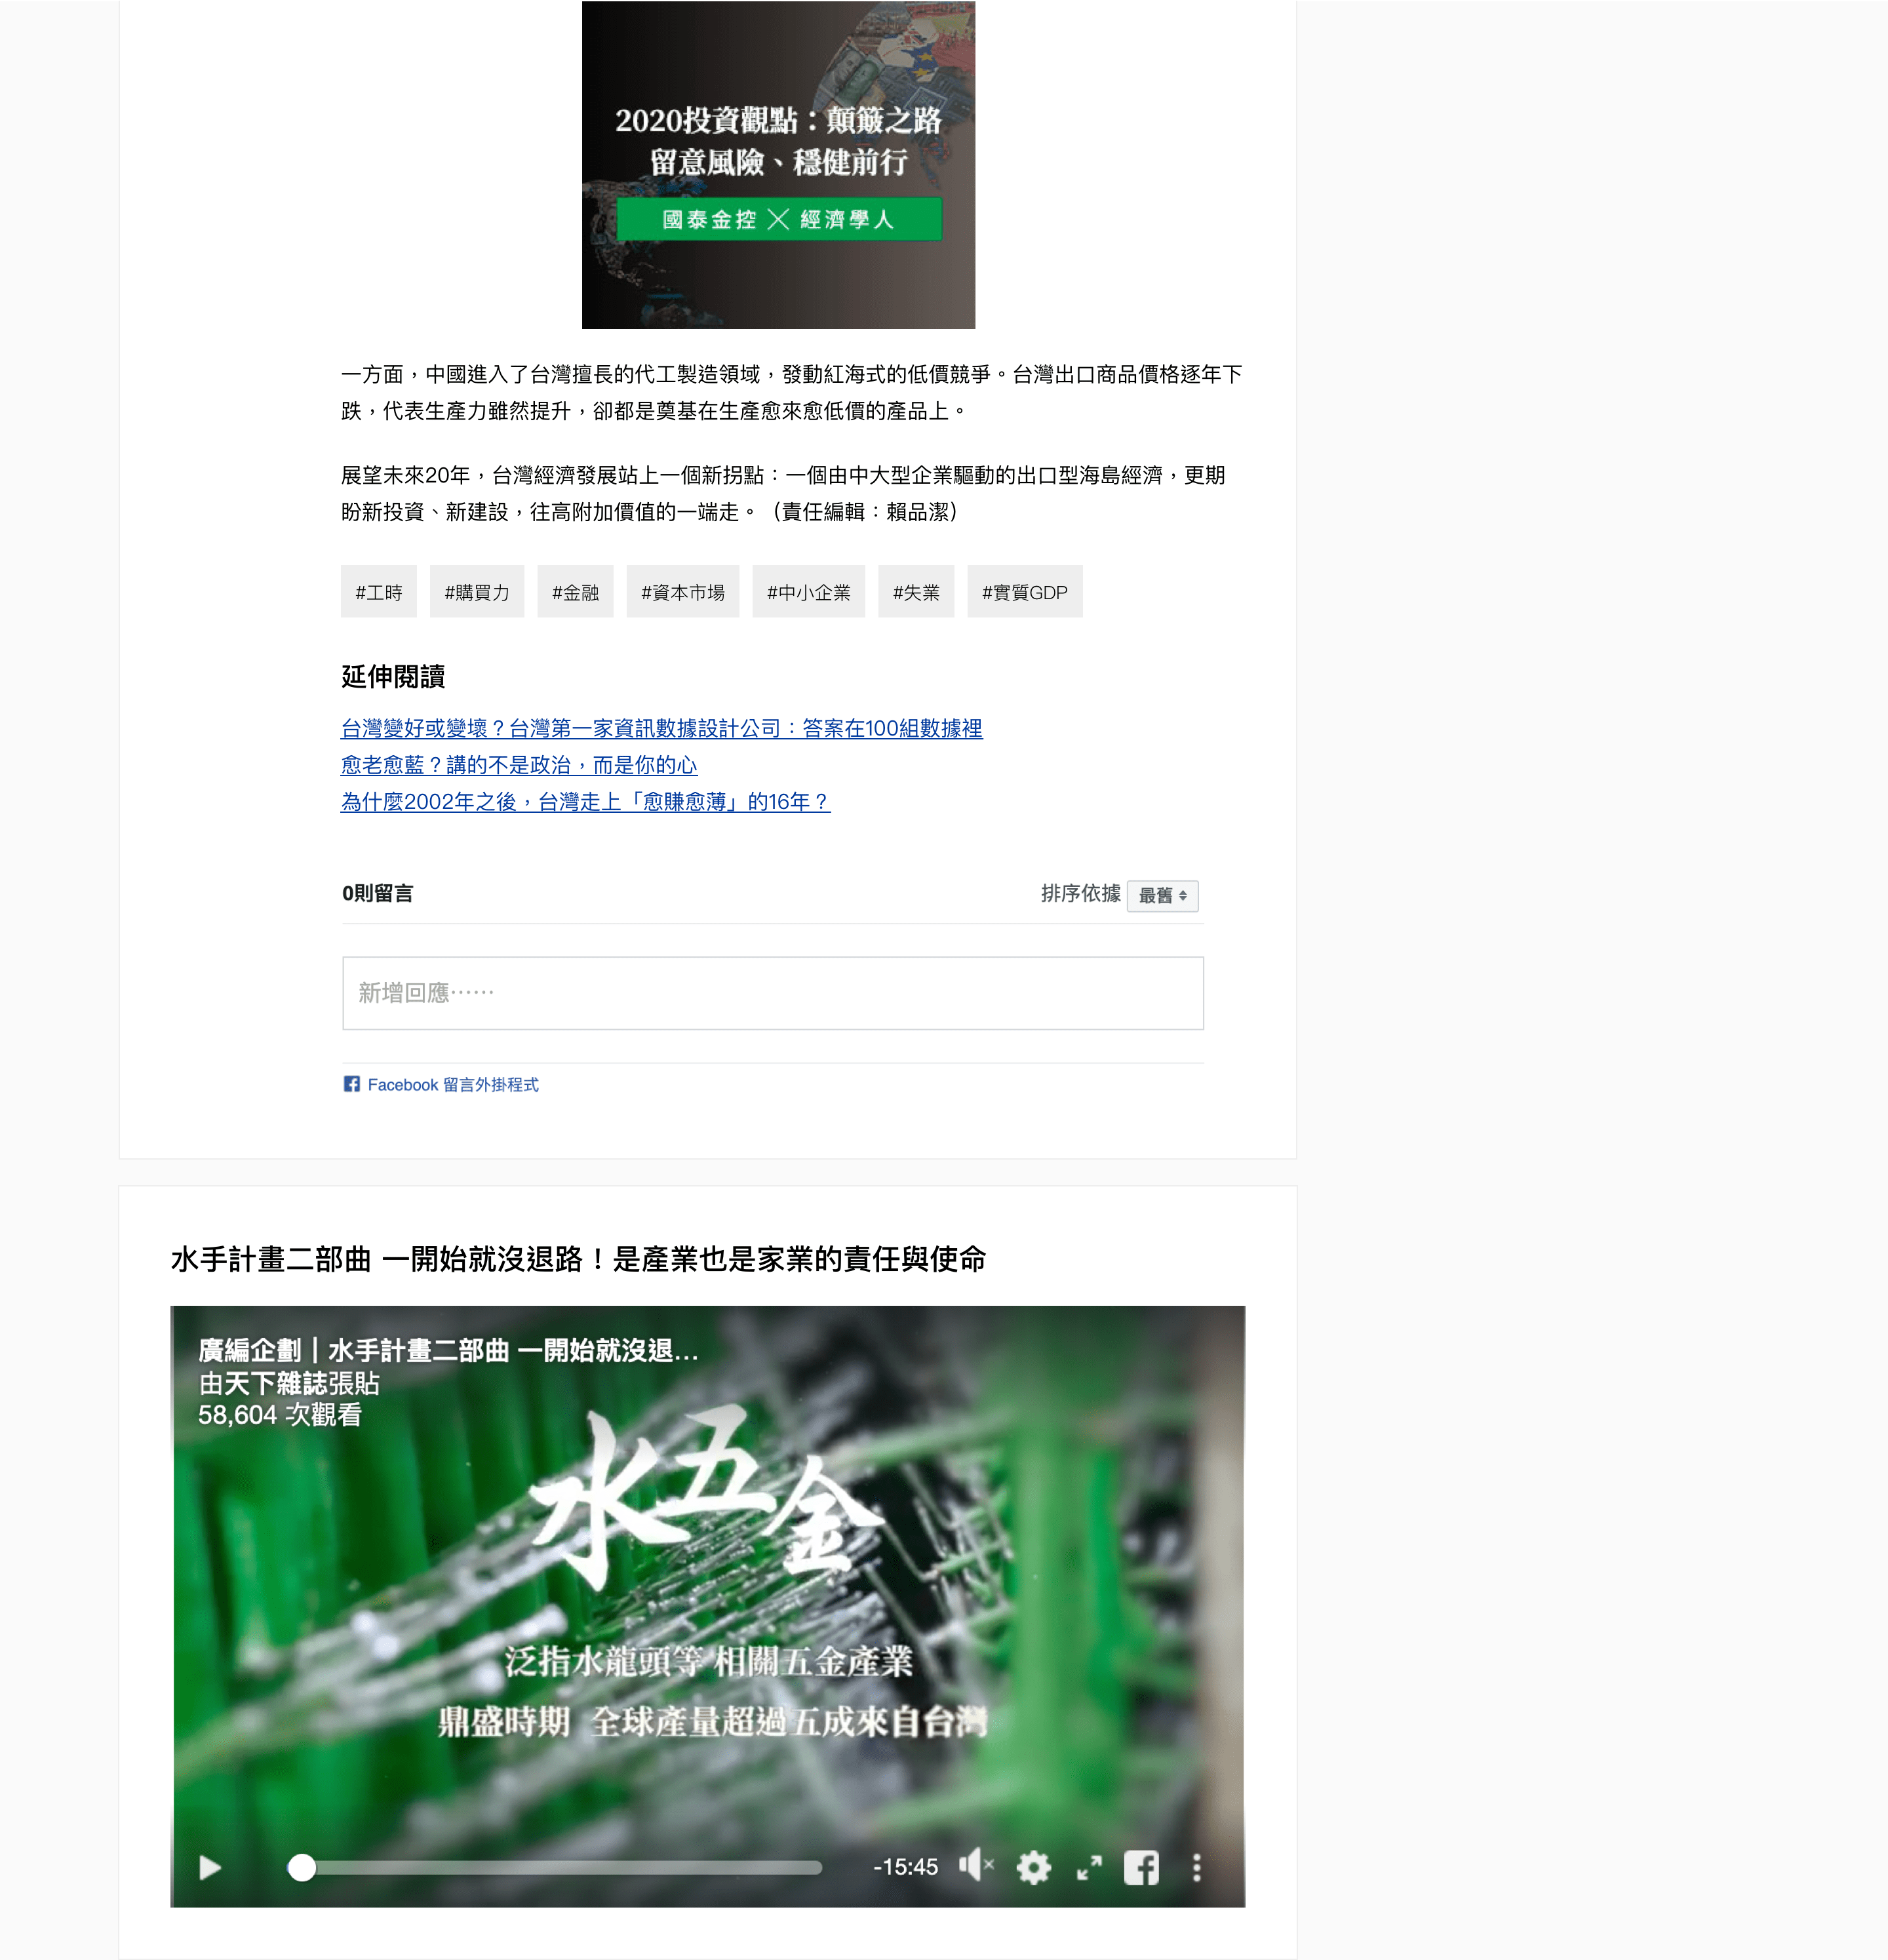 2020投資觀點：顛簸之路
留意風險、穩健前行
國泰金控 ╳ 經濟學人
一方面，中國進入了台灣擅長的代工製造領域，發動紅海式的低價競爭。台灣出口商品價格逐年下
跌，代表生產力雖然提升，卻都是奠基在生產愈來愈低價的產品上。
展望未來20年，台灣經濟發展站上一個新拐點：一個由中大型企業驅動的出口型海島經濟，更期
盼新投資、新建設，往高附加價值的一端走。（責任編輯：賴品潔）
#工時 #購買力 #金融 #資本市場 #中小企業 #失業 #實質GDP
延伸閱讀
台灣變好或變壞？台灣第一家資訊數據設計公司：答案在100組數據裡
愈老愈藍？講的不是政治，而是你的心
為什麼2002年之後，台灣走上「愈賺愈薄」的16年？
0則留言 排序依據 最舊
新增回應……
Facebook 留言外掛程式
水手計畫二部曲 一開始就沒退路！是產業也是家業的責任與使命
廣編企劃｜水手計畫二部曲 一開始就沒退...
由天下雜誌張貼
58,604 次觀看
水五金
泛指水龍頭等 相關五金產業
鼎盛時期 全球產量超過五成來自台灣
-15:45